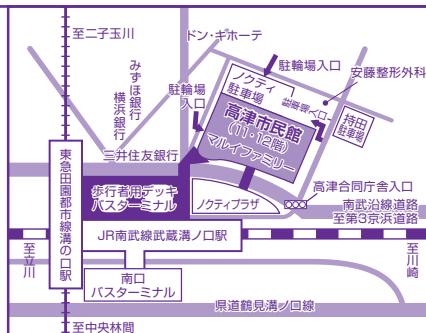 至二子玉川
ドン・キホーテ
みずほ銀行
横浜銀行
駐輪場
入口
駐輪場入口
安藤整形外科
ノクティ
駐車場
高津市民館
(11・12階)
マルイファミリー
持田
駐車場
三井住友銀行
東急田園都市線溝の口駅
歩行者用デッキ
バスターミナル
ノクティプラザ
高津合同庁舎入口
南武沿線道路
至第3京浜道路
JR南武線武蔵溝ノ口駅
至立川
至川崎
南口
バスターミナル
県道鶴見溝ノ口線
至中央林間